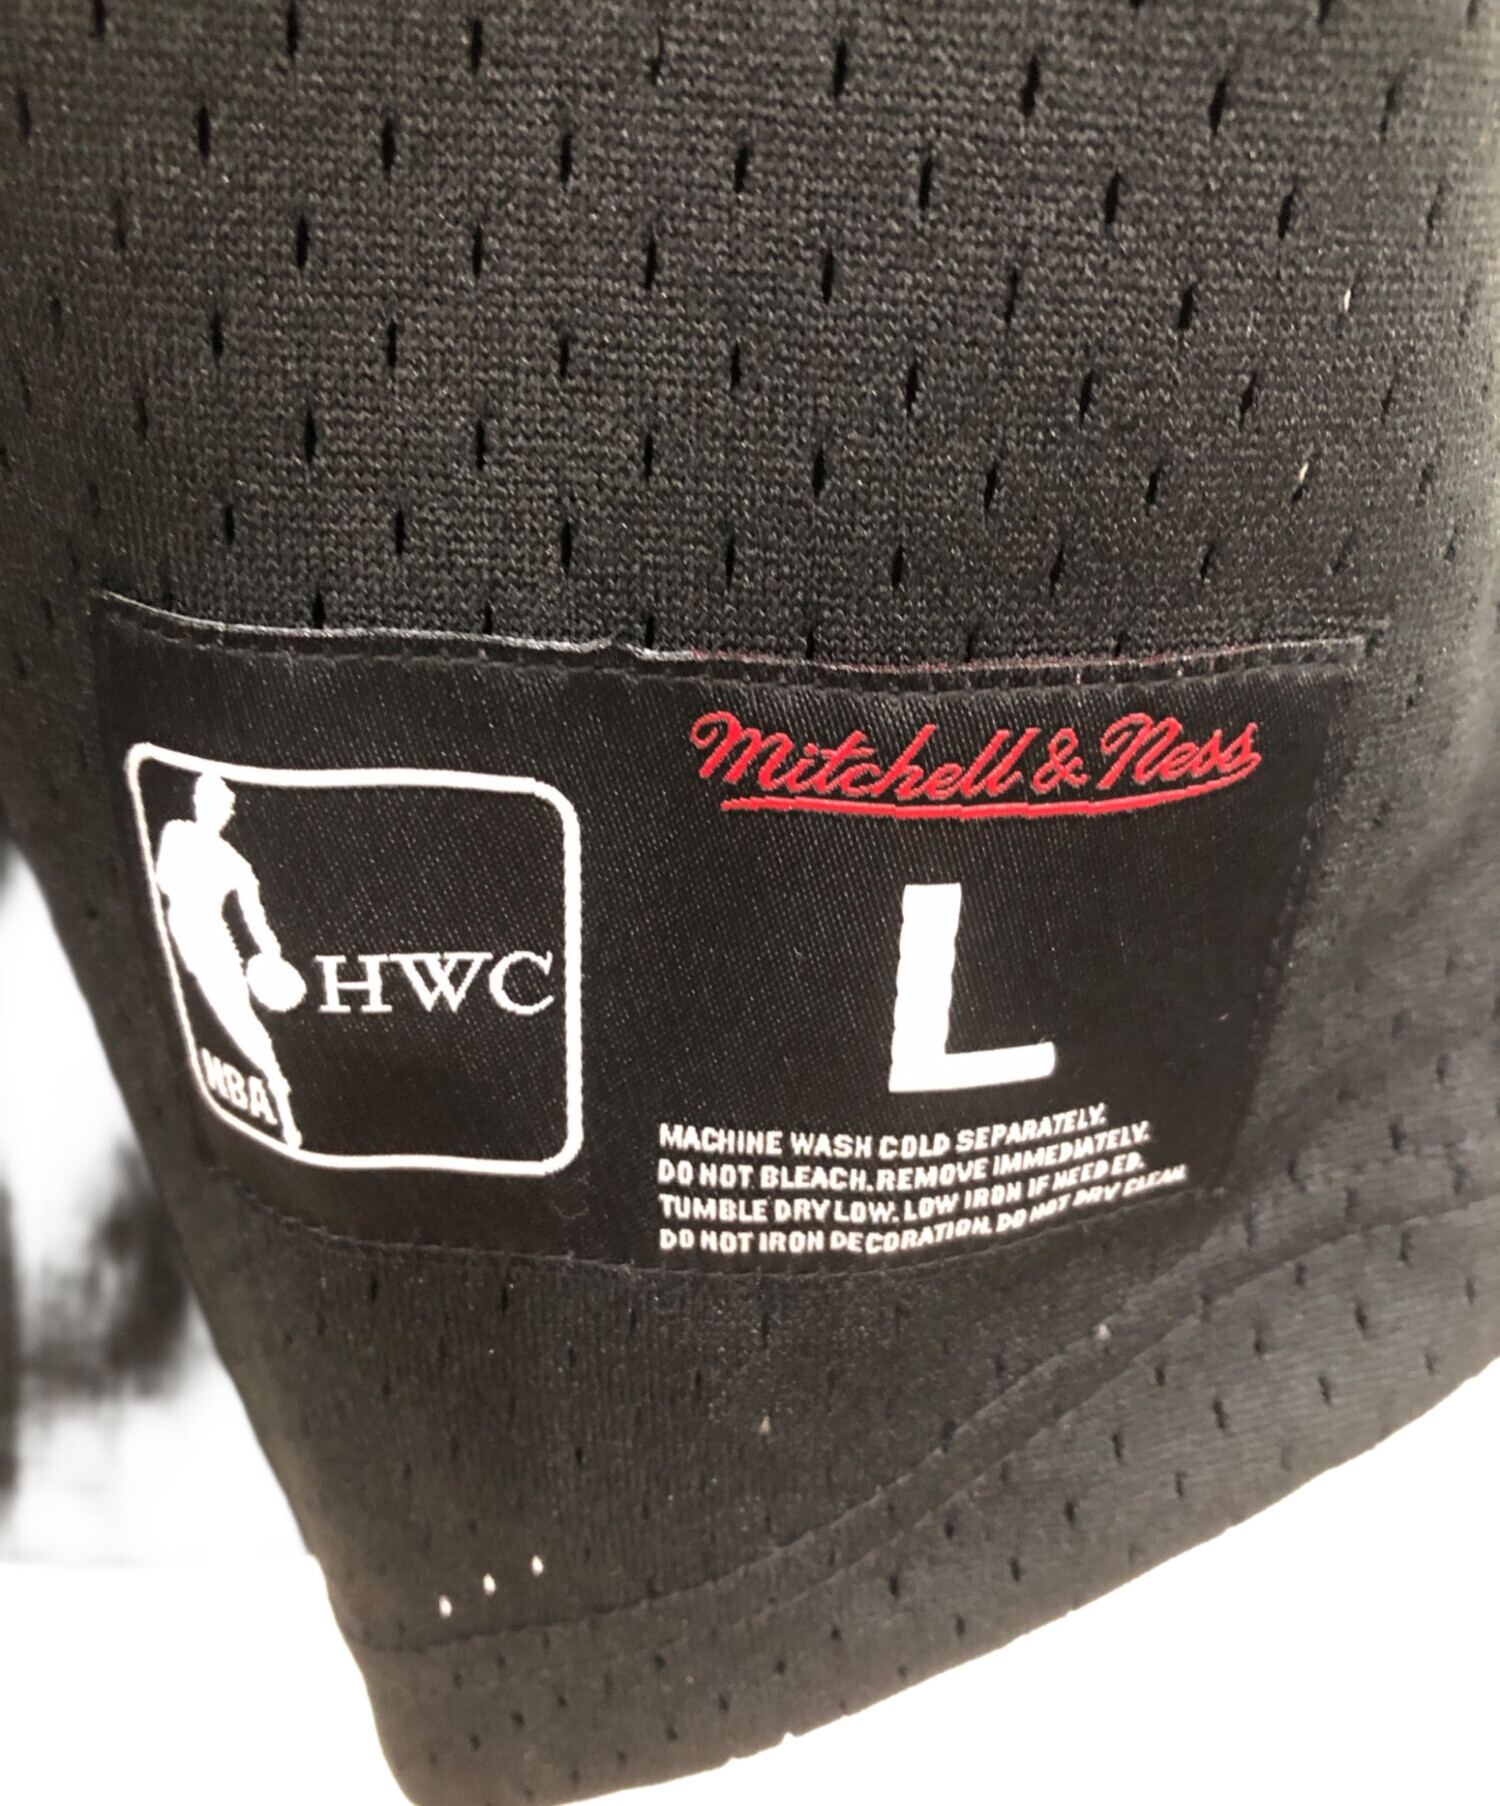 Mitchell & Ness
HWC
NBA
L
MACHINE WASH COLD SEPARATELY.
DO NOT BLEACH. REMOVE IMMEDIATELY.
TUMBLE DRY LOW. LOW IRON IF NEEDED.
DO NOT IRON DECORATION. DO NOT DRY CLEAN.